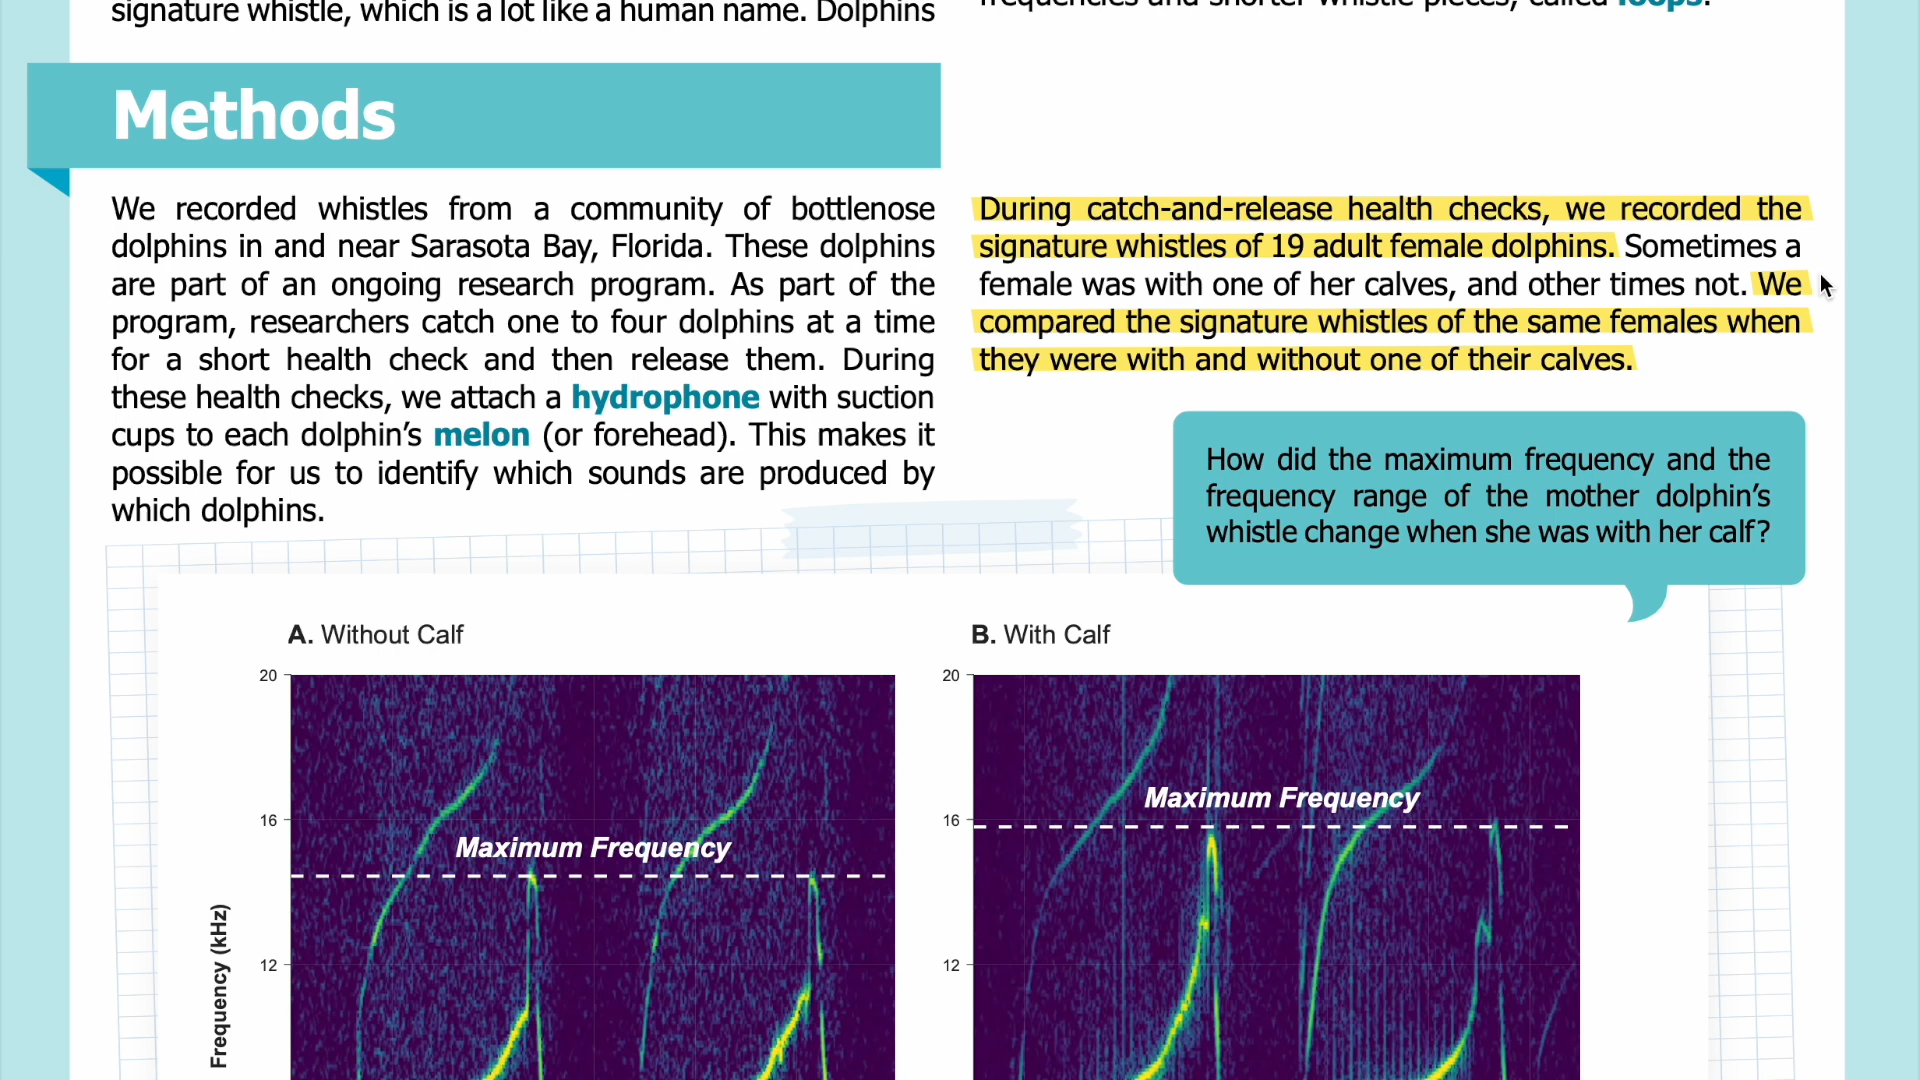 signature whistle, which is a lot like a human name. Dolphins
frequencies and shorter whistle pieces, called loops.
Methods
We recorded whistles from a community of bottlenose
dolphins in and near Sarasota Bay, Florida. These dolphins
are part of an ongoing research program. As part of the
program, researchers catch one to four dolphins at a time
for a short health check and then release them. During
these health checks, we attach a hydrophone with suction
cups to each dolphin’s melon (or forehead). This makes it
possible for us to identify which sounds are produced by
which dolphins.
During catch-and-release health checks, we recorded the
signature whistles of 19 adult female dolphins. Sometimes a
female was with one of her calves, and other times not. We
compared the signature whistles of the same females when
they were with and without one of their calves.
How did the maximum frequency and the
frequency range of the mother dolphin’s
whistle change when she was with her calf?
A. Without Calf
20
16
12
Frequency (kHz)
Maximum Frequency
B. With Calf
20
16
12
Maximum Frequency